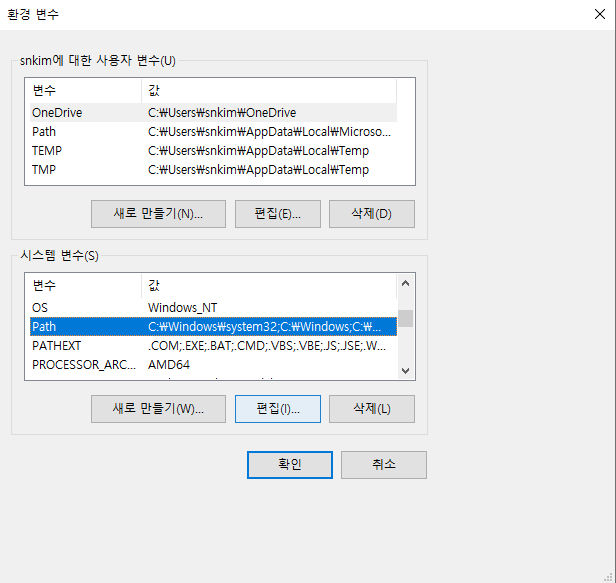 환경 변수
snkim에 대한 사용자 변수(U)
변수 값
OneDrive C:₩Users₩snkim₩OneDrive
Path C:₩Users₩snkim₩AppData₩Local₩Microso...
TEMP C:₩Users₩snkim₩AppData₩Local₩Temp
TMP C:₩Users₩snkim₩AppData₩Local₩Temp
새로 만들기(N)... 편집(E)... 삭제(D)
시스템 변수(S)
변수 값
OS Windows_NT
Path C:₩Windows₩system32;C:₩Windows;C:₩...
PATHEXT .COM;.EXE;.BAT;.CMD;.VBS;.VBE;.JS;.JSE;.W...
PROCESSOR_ARC... AMD64
새로 만들기(W)... 편집(I)... 삭제(L)
확인 취소